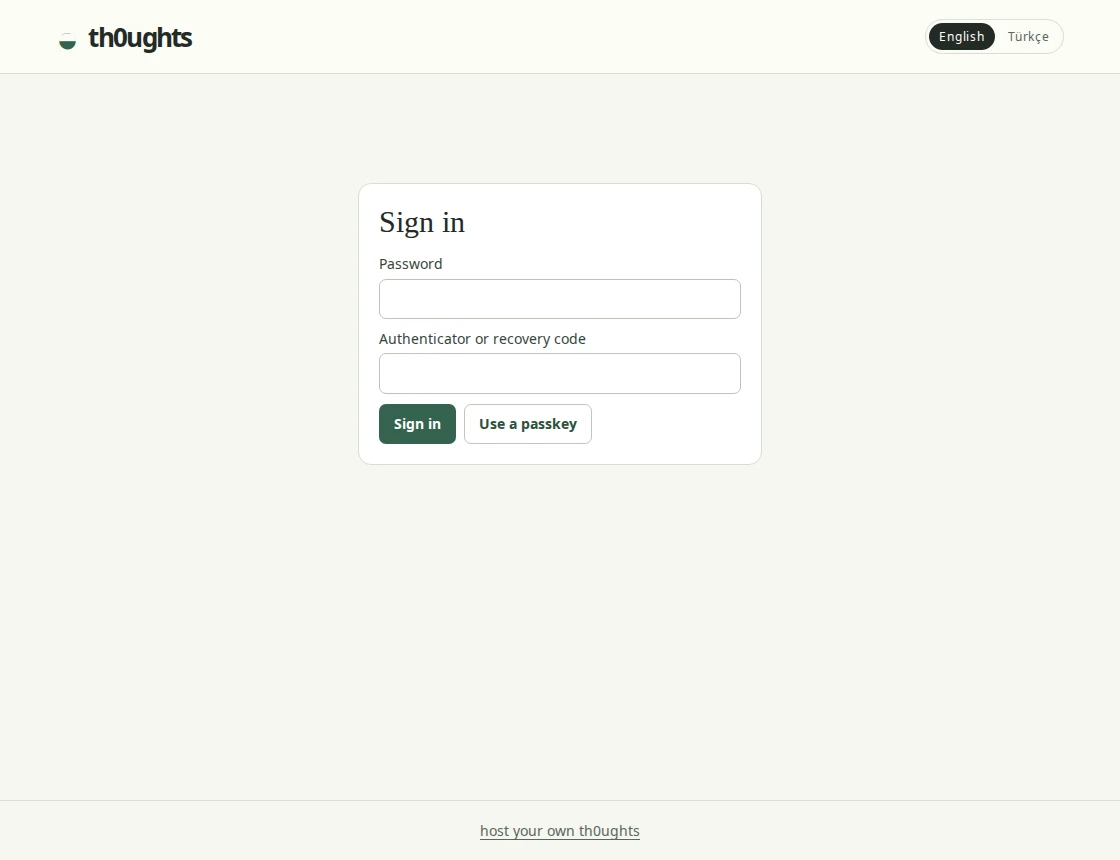 th0ughts
English Türkçe
Sign in
Password
Authenticator or recovery code
Sign in Use a passkey
host your own th0ughts